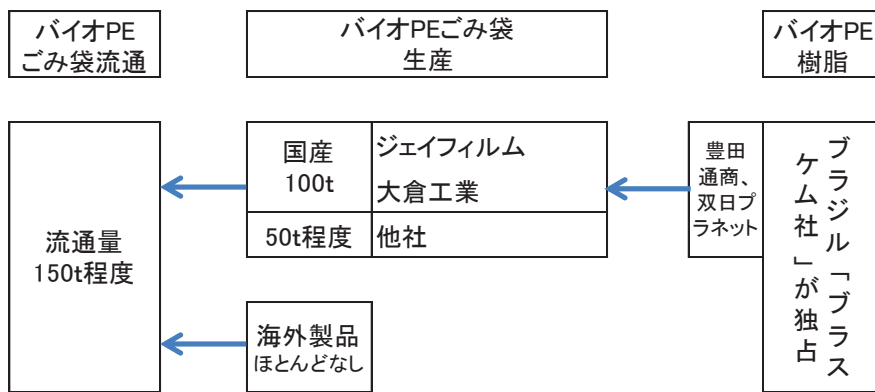 バイオPE
ごみ袋流通
バイオPEごみ袋
生産
バイオPE
樹脂
流通量
150t程度
国産
100t
ジェイフィルム
大倉工業
50t程度
他社
海外製品
ほとんどなし
豊田
通商、
双日プ
ラネット
ブラジル「ブラス
ケム社」が独占